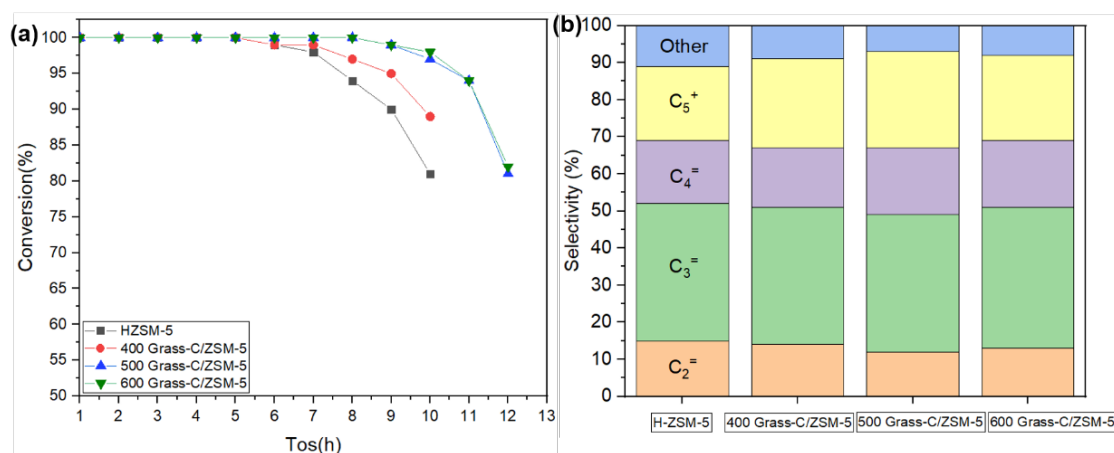 (a)
Conversion(%)
100
95
90
85
80
75
70
65
60
55
50
HZSM-5
400 Grass-C/ZSM-5
500 Grass-C/ZSM-5
600 Grass-C/ZSM-5
1 2 3 4 5 6 7 8 9 10 11 12 13
Tos(h)
(b)
Selectivity (%)
100
90
80
70
60
50
40
30
20
10
0
Other
C₅⁺
C₄⁼
C₃⁼
C₂⁼
H-ZSM-5 400 Grass-C/ZSM-5 500 Grass-C/ZSM-5 600 Grass-C/ZSM-5